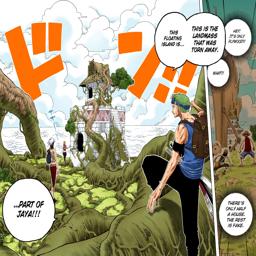 HEY!
IT'S ONLY
PLYWOOD!!
WHAT!!
THERE'S
ONLY HALF
A HOUSE.
THE REST
IS FAKE.
THIS IS THE
LANDMASS
THAT WAS
TORN AWAY.
THIS
FLOATING
ISLAND IS...
ドン!!!
...PART OF
JAYA!!!